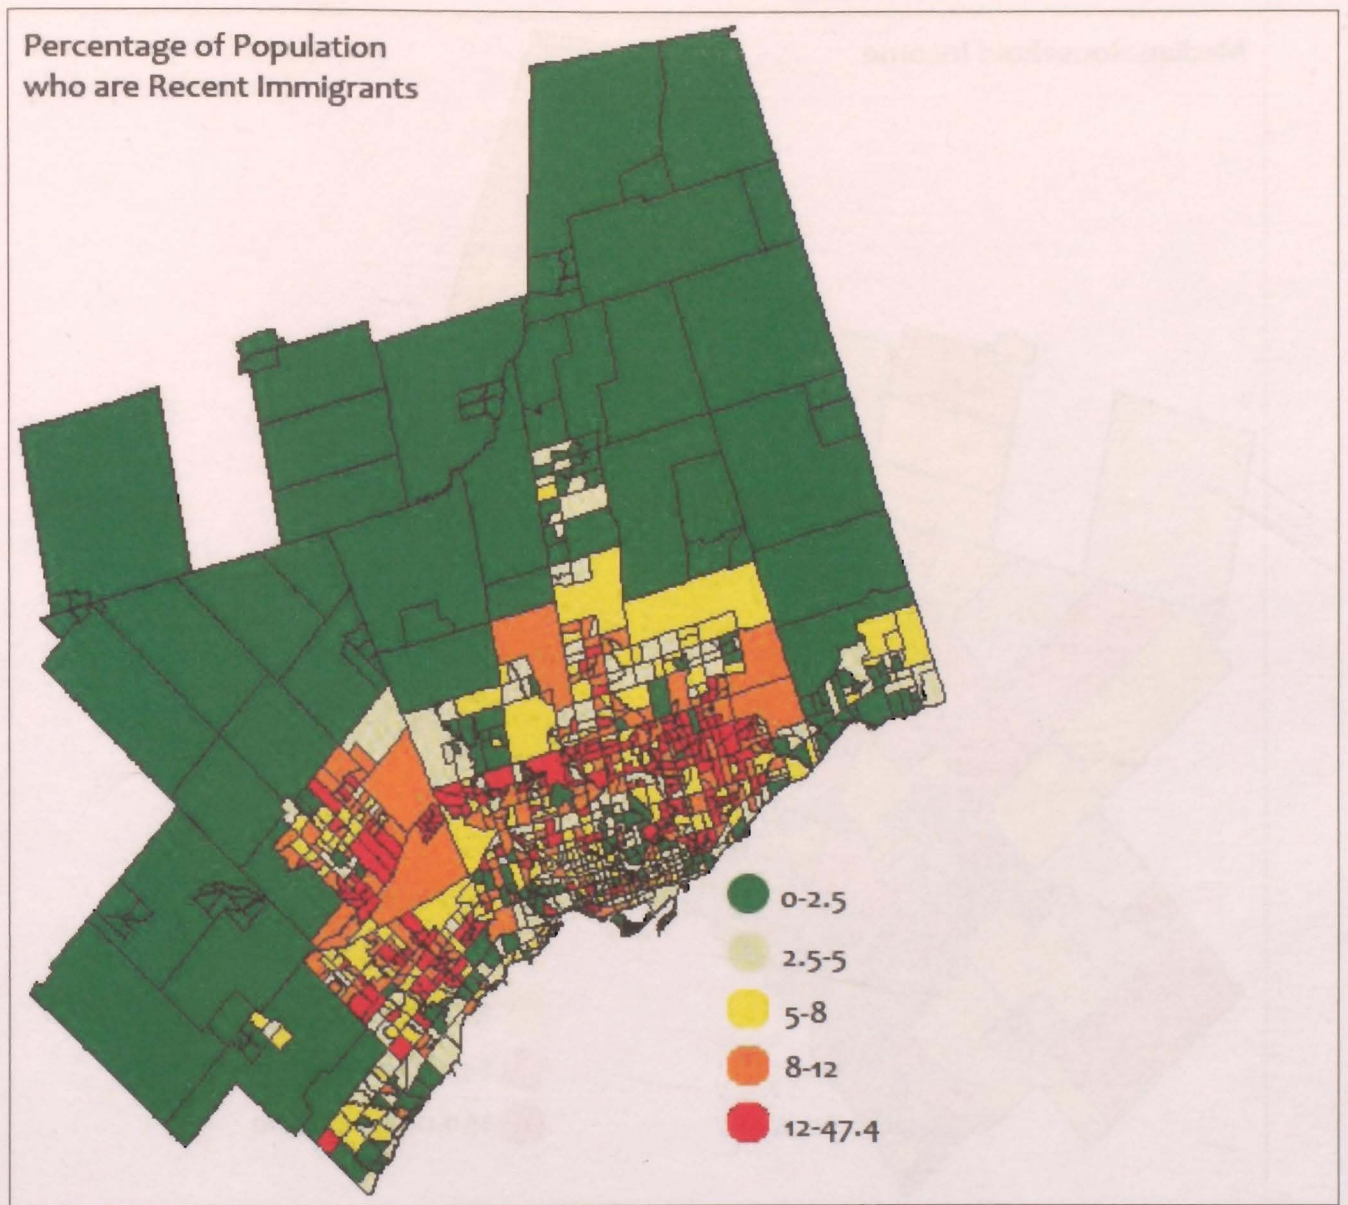 Percentage of Population
who are Recent Immigrants
0-2.5
2.5-5
5-8
8-12
12-47.4